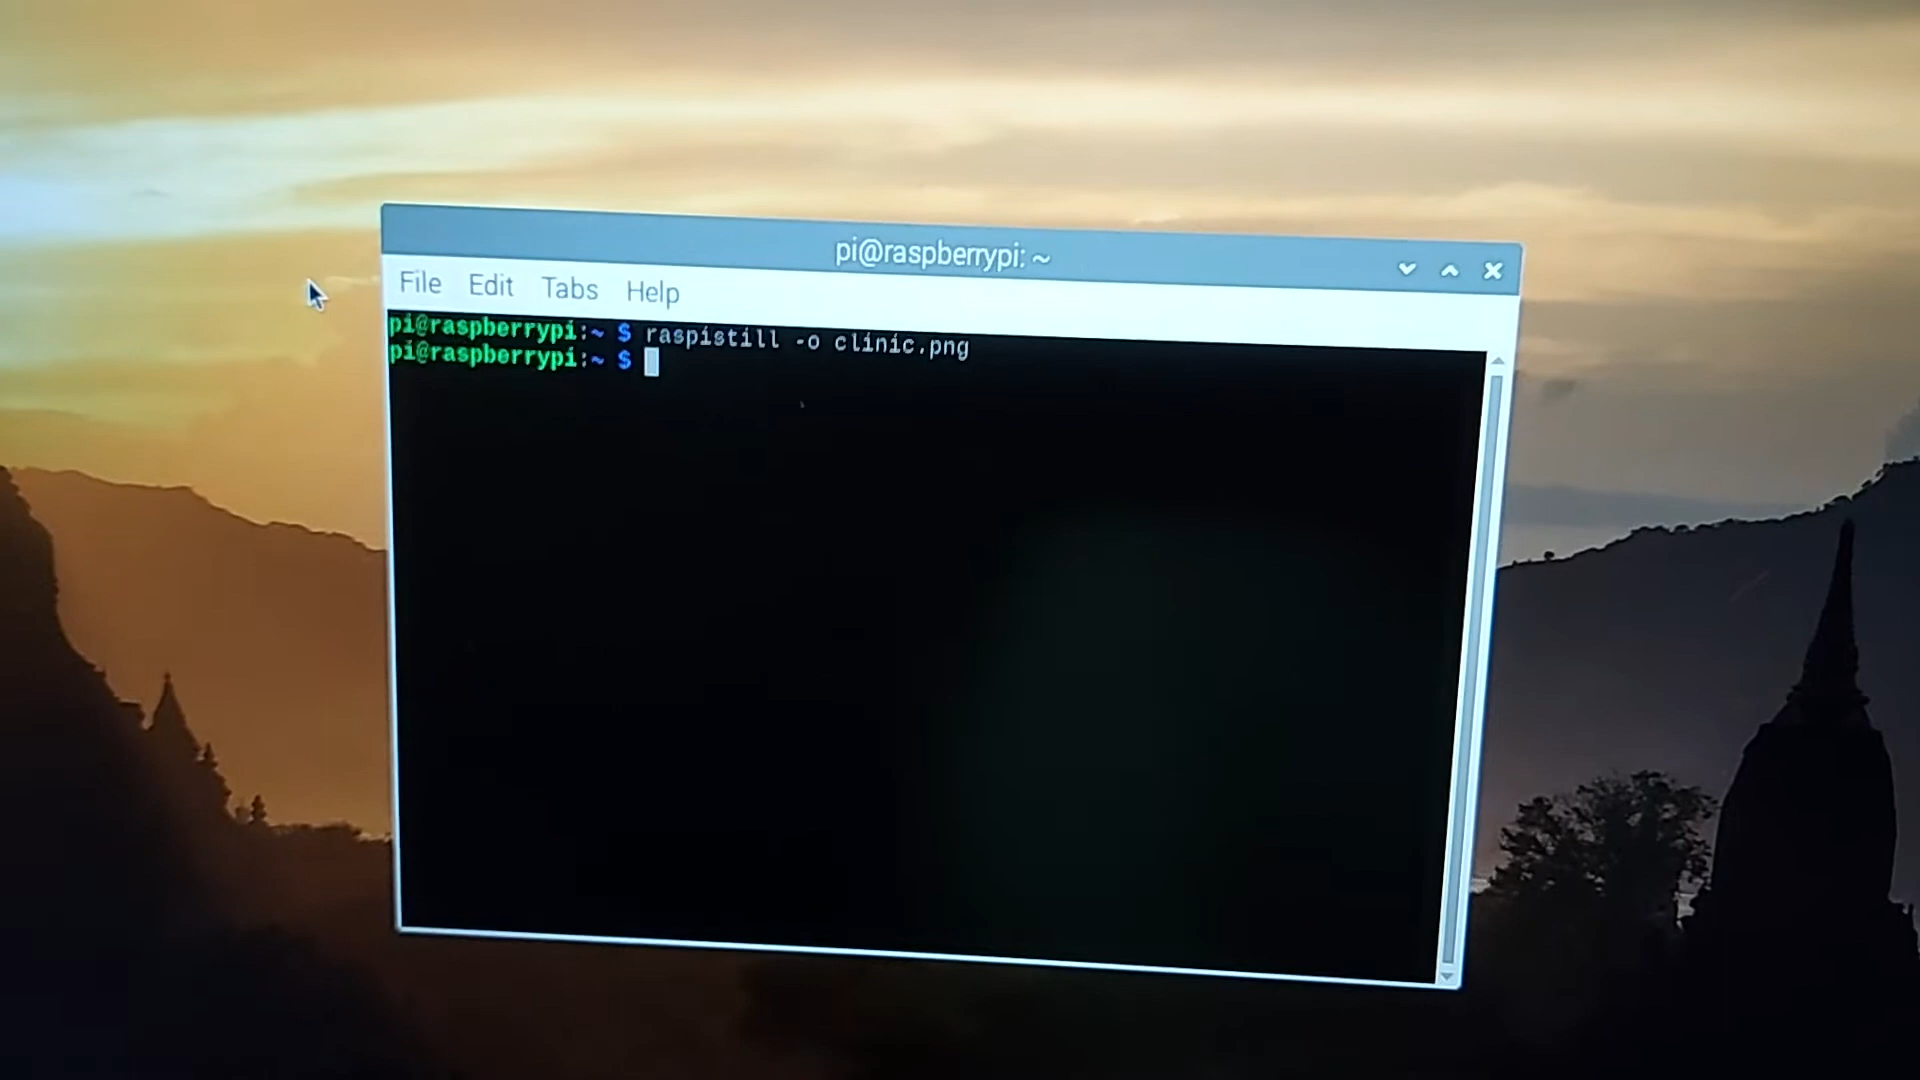 pi@raspberrypi: ~
File Edit Tabs Help
pi@raspberrypi:~ $ raspistill -o clinic.png
pi@raspberrypi:~ $